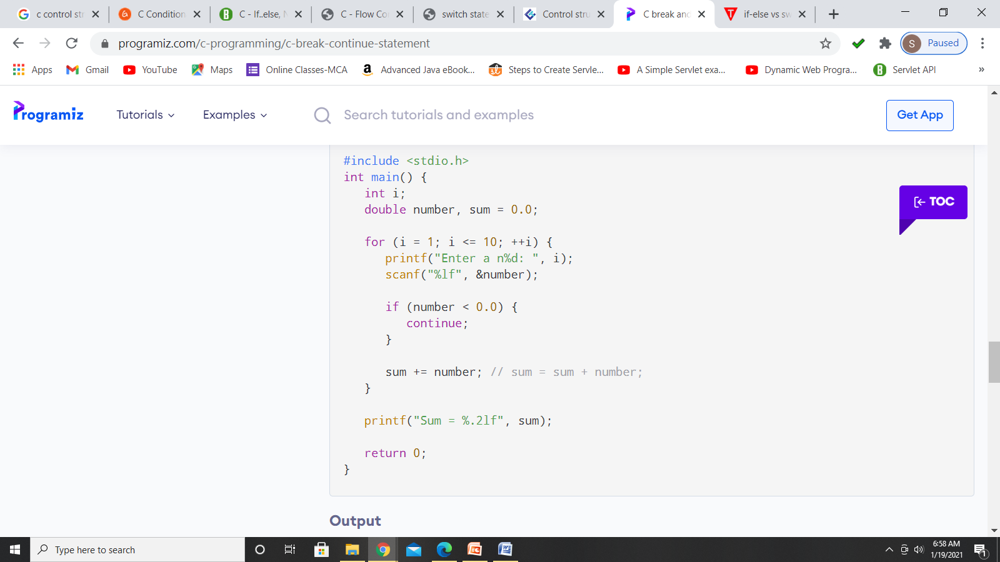 c control str
C Condition
C - If..else, N
C - Flow Co
switch state
Control stru
C break and
if-else vs sw
programiz.com/c-programming/c-break-continue-statement
S Paused
Apps Gmail YouTube Maps Online Classes-MCA Advanced Java eBook... Steps to Create Servle... A Simple Servlet exa... Dynamic Web Progra... Servlet API »
Programiz Tutorials Examples Search tutorials and examples Get App
#include <stdio.h>
int main() {
   int i;
   double number, sum = 0.0;
   for (i = 1; i <= 10; ++i) {
      printf("Enter a n%d: ", i);
      scanf("%lf", &number);
      if (number < 0.0) {
         continue;
      }
      sum += number; // sum = sum + number;
   }
   printf("Sum = %.2lf", sum);
   return 0;
}
TOC
Output
Type here to search
6:58 AM
1/19/2021
1